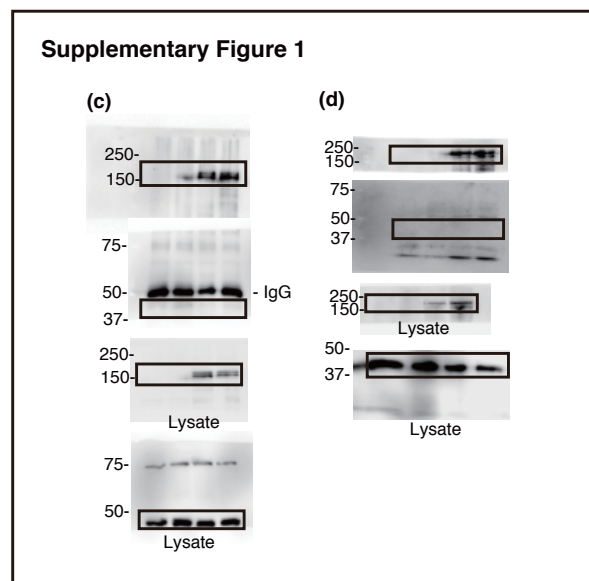 Supplementary Figure 1
(c)
250-
150-
75-
50-
- IgG
37-
250-
150-
Lysate
75-
50-
Lysate
(d)
250-
150-
75-
50-
37-
250-
150-
Lysate
50-
37-
Lysate